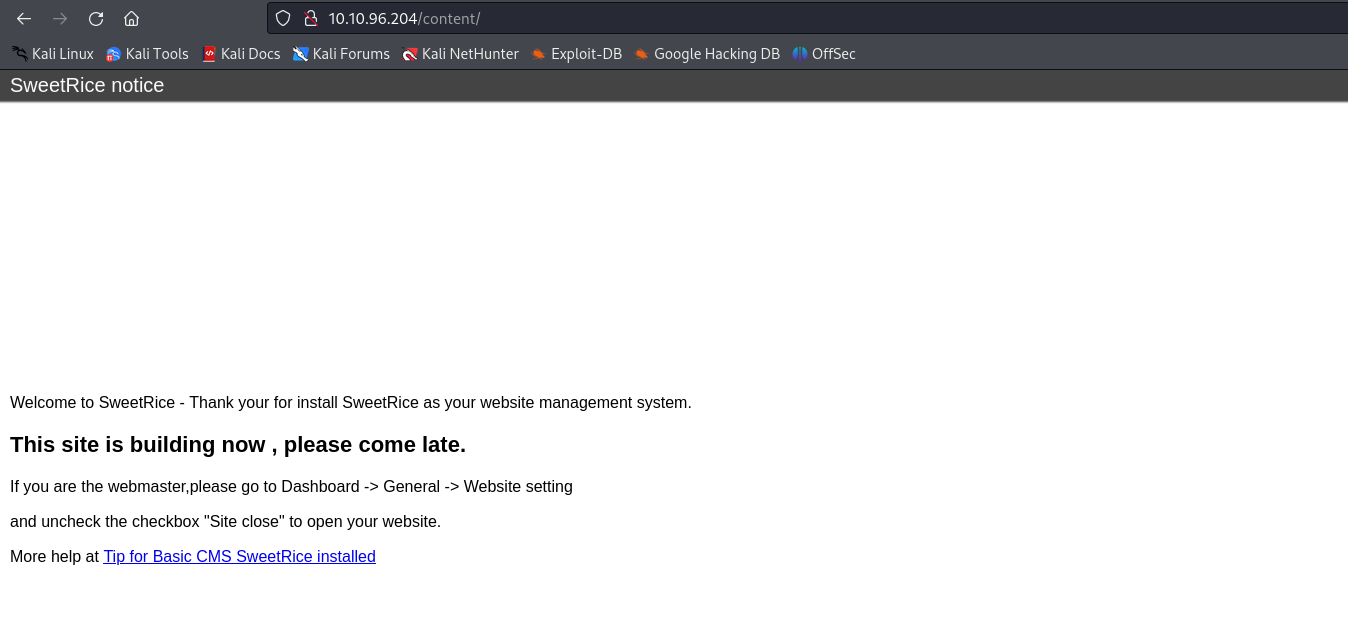 10.10.96.204/content/
Kali Linux Kali Tools Kali Docs Kali Forums Kali NetHunter Exploit-DB Google Hacking DB OffSec
SweetRice notice
Welcome to SweetRice - Thank your for install SweetRice as your website management system.
This site is building now , please come late.
If you are the webmaster,please go to Dashboard -> General -> Website setting
and uncheck the checkbox "Site close" to open your website.
More help at Tip for Basic CMS SweetRice installed